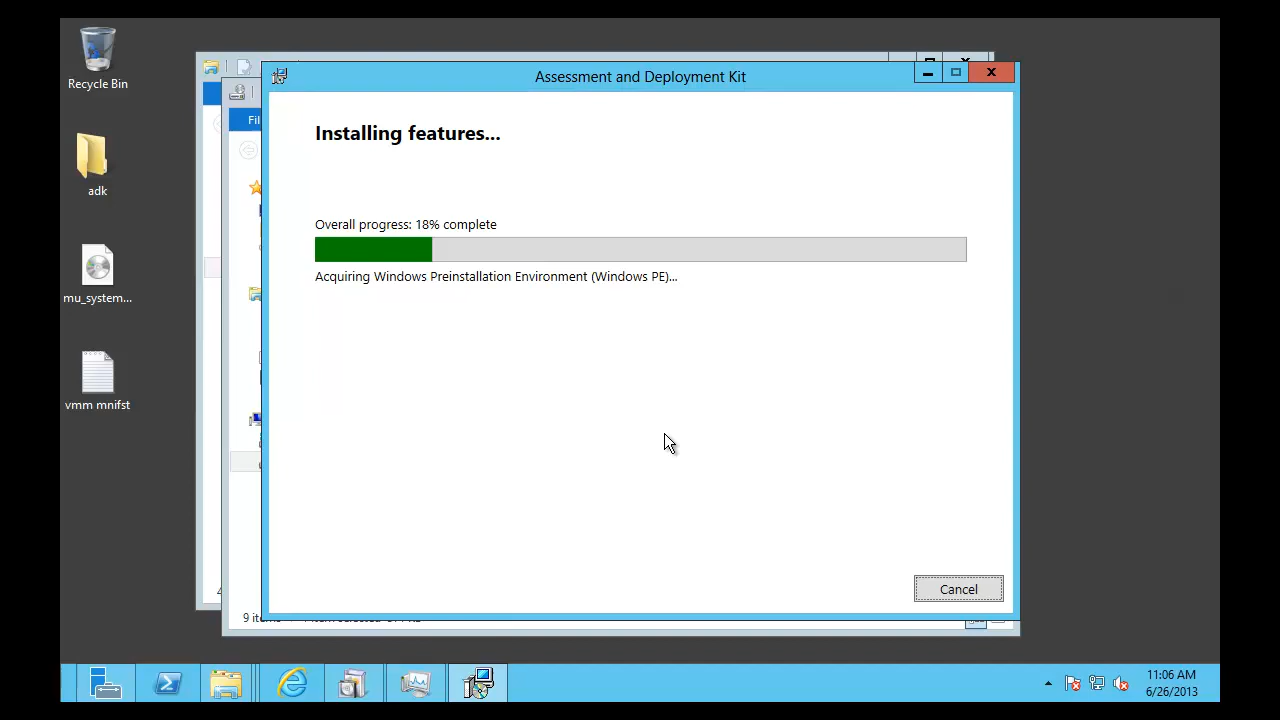 Recycle Bin
adk
mu_system...
vmm mnifst
Assessment and Deployment Kit
Fil
Installing features...
Overall progress: 18% complete
Acquiring Windows Preinstallation Environment (Windows PE)...
Cancel
9 items
11:06 AM
6/26/2013